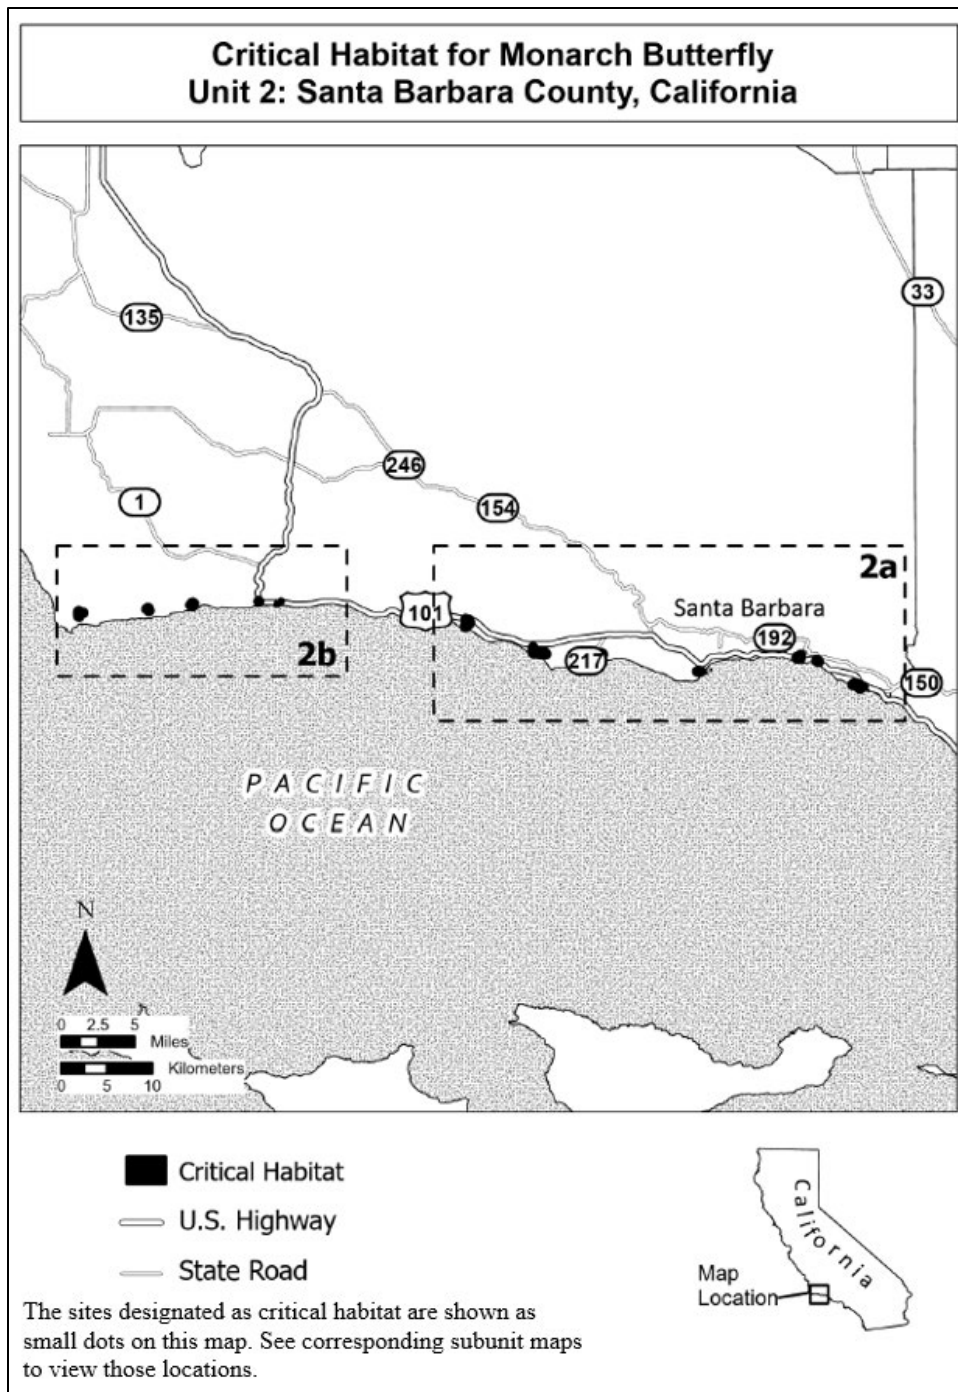 Critical Habitat for Monarch Butterfly
Unit 2: Santa Barbara County, California
33
135
246
1
154
2a
101
Santa Barbara
192
2b
217
150
PACIFIC
OCEAN
N
0 2.5 5
Miles
Kilometers
0 5 10
Critical Habitat
U.S. Highway
State Road
California
Map
Location
The sites designated as critical habitat are shown as
small dots on this map. See corresponding subunit maps
to view those locations.